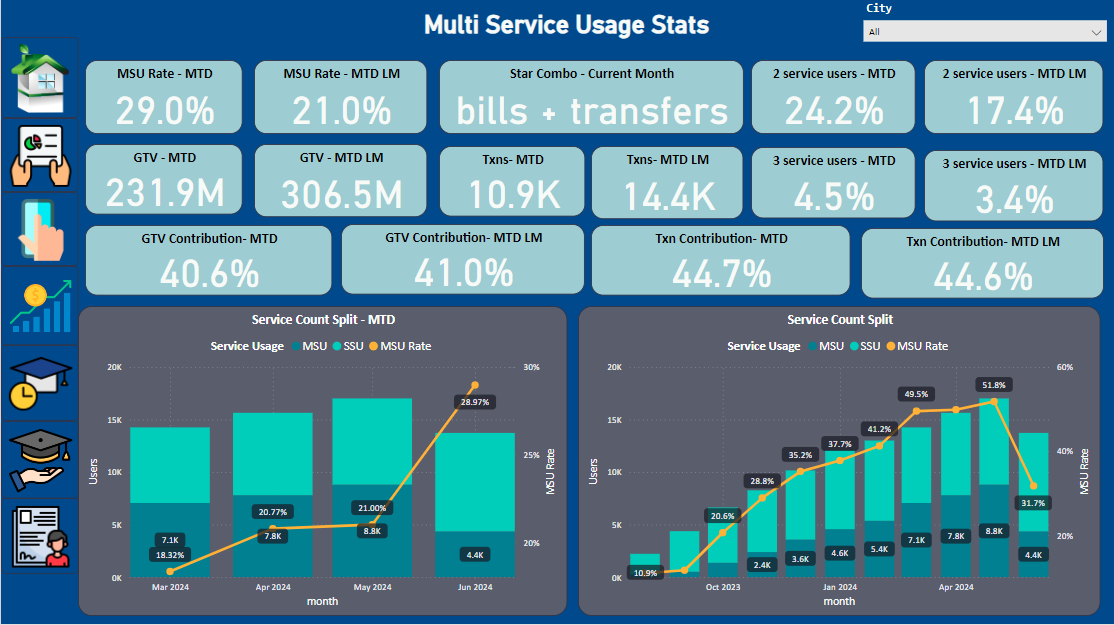 Multi Service Usage Stats
City
All
MSU Rate - MTD
29.0%
MSU Rate - MTD LM
21.0%
Star Combo - Current Month
bills + transfers
2 service users - MTD
24.2%
2 service users - MTD LM
17.4%
GTV - MTD
231.9M
GTV - MTD LM
306.5M
Txns- MTD
10.9K
Txns- MTD LM
14.4K
3 service users - MTD
4.5%
3 service users - MTD LM
3.4%
GTV Contribution- MTD
40.6%
GTV Contribution- MTD LM
41.0%
Txn Contribution- MTD
44.7%
Txn Contribution- MTD LM
44.6%
Service Count Split - MTD
Service Usage MSU SSU MSU Rate
20K
15K
10K
5K
0K
Users
30%
25%
20%
MSU Rate
7.1K
18.32%
20.77%
7.8K
21.00%
8.8K
28.97%
4.4K
Mar 2024 Apr 2024 May 2024 Jun 2024
month
Service Count Split
Service Usage MSU SSU MSU Rate
20K
15K
10K
5K
0K
Users
60%
40%
20%
MSU Rate
10.9%
20.6%
28.8%
35.2%
37.7%
41.2%
49.5%
51.8%
31.7%
2.4K
3.6K
4.6K
5.4K
7.1K
7.8K
8.8K
4.4K
Oct 2023 Jan 2024 Apr 2024
month